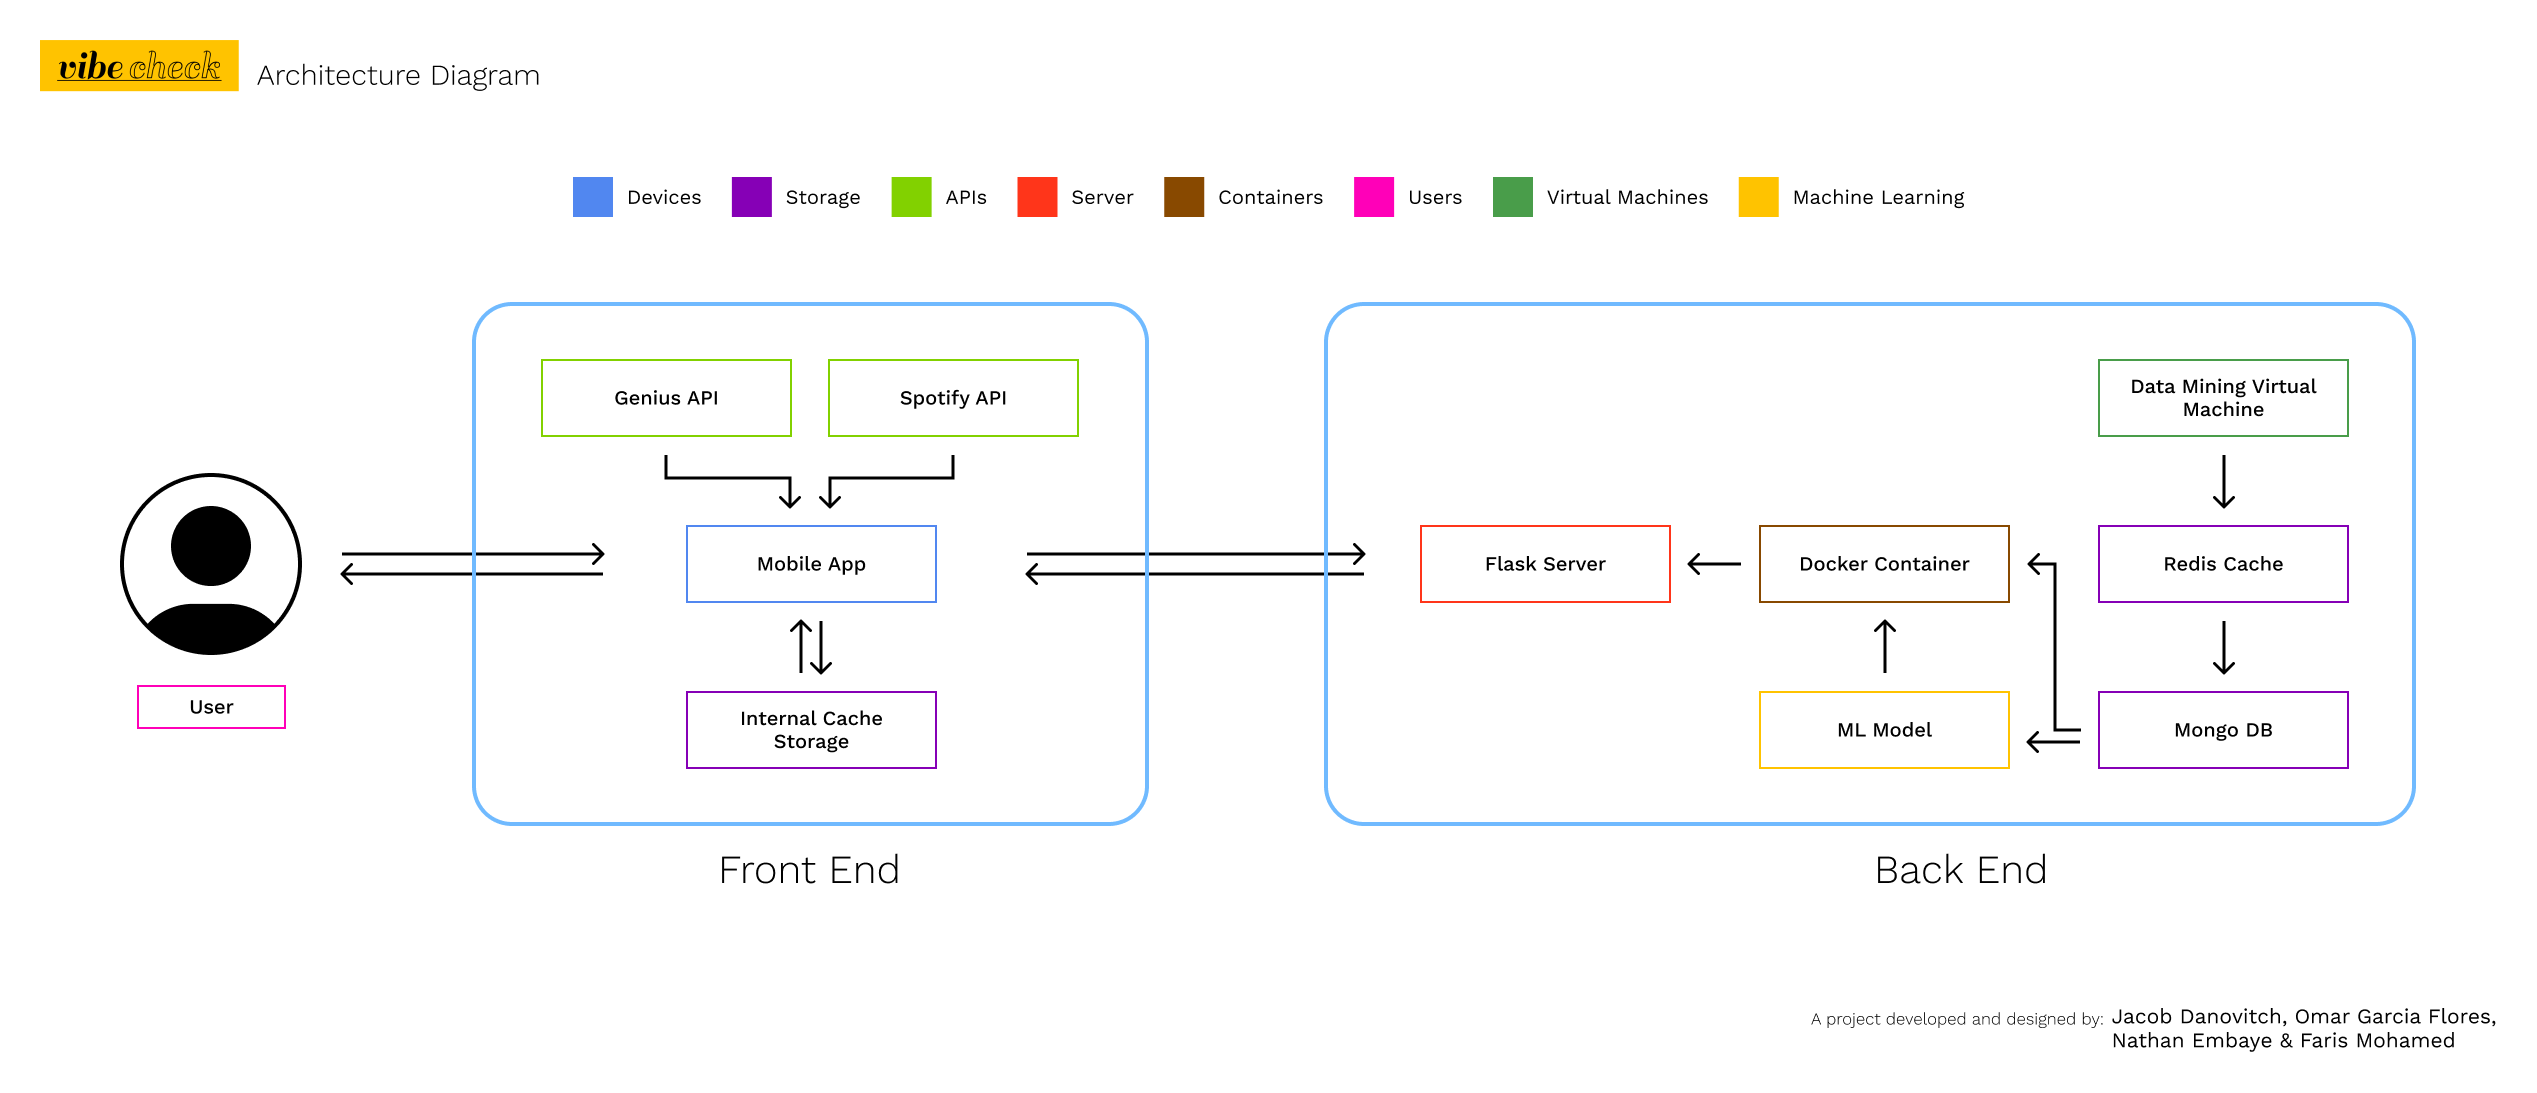 vibe check Architecture Diagram
Devices Storage APIs Server Containers Users Virtual Machines Machine Learning
Genius API
Spotify API
Mobile App
Internal Cache
Storage
User
Front End
Data Mining Virtual
Machine
Flask Server
Docker Container
Redis Cache
ML Model
Mongo DB
Back End
A project developed and designed by: Jacob Danovitch, Omar Garcia Flores,
Nathan Embaye & Faris Mohamed